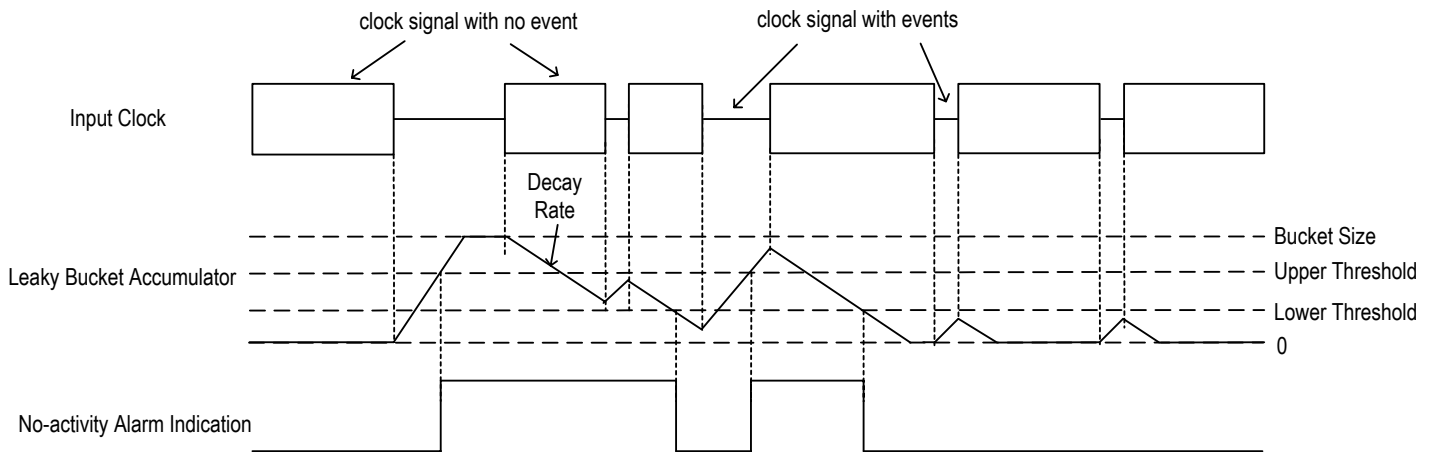 clock signal with no event
clock signal with events
Input Clock
Decay
Rate
Bucket Size
Leaky Bucket Accumulator
Upper Threshold
Lower Threshold
0
No-activity Alarm Indication